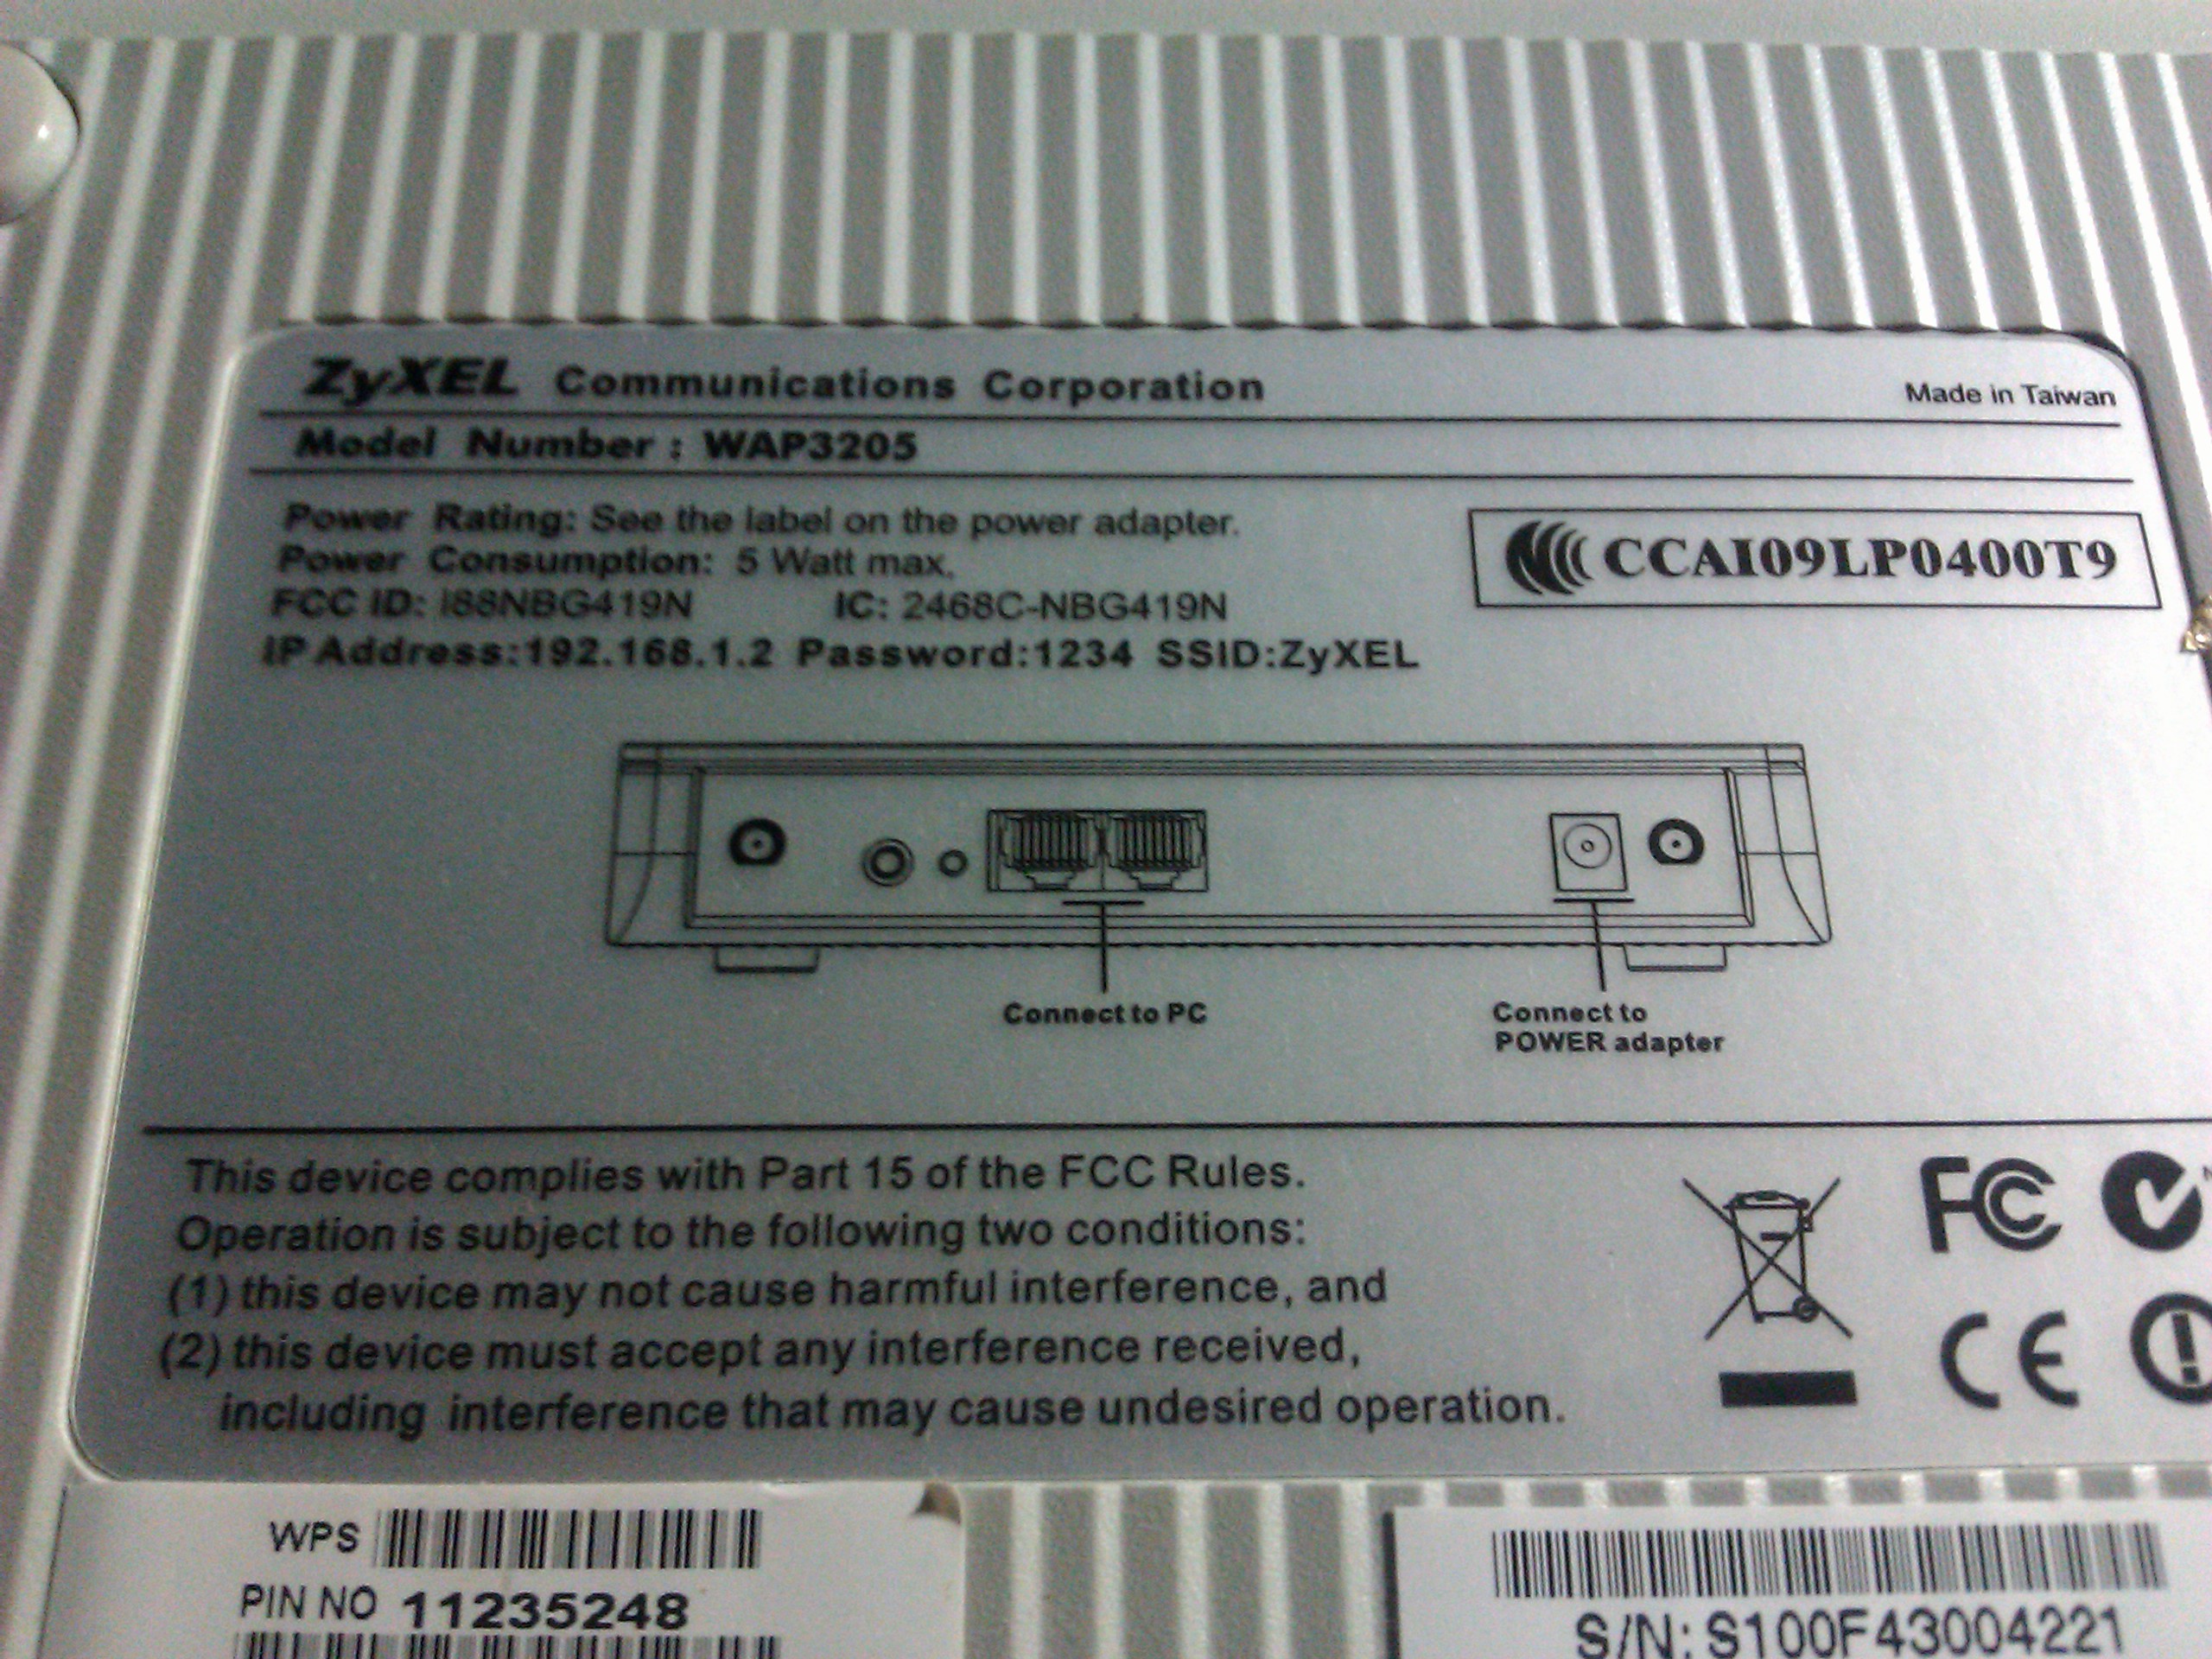 ZyXEL Communications Corporation
Made in Taiwan
Model Number : WAP3205
Power Rating: See the label on the power adapter.
Power Consumption: 5 Watt max.
FCC ID: I88NBG419N IC: 2468C-NBG419N
CCAI09LP0400T9
IP Address:192.168.1.2 Password:1234 SSID:ZyXEL
Connect to PC
Connect to
POWER adapter
This device complies with Part 15 of the FCC Rules.
Operation is subject to the following two conditions:
(1) this device may not cause harmful interference, and
(2) this device must accept any interference received,
including interference that may cause undesired operation.
FC
CE
WPS
PIN NO 11235248
S/N: S100F43004221